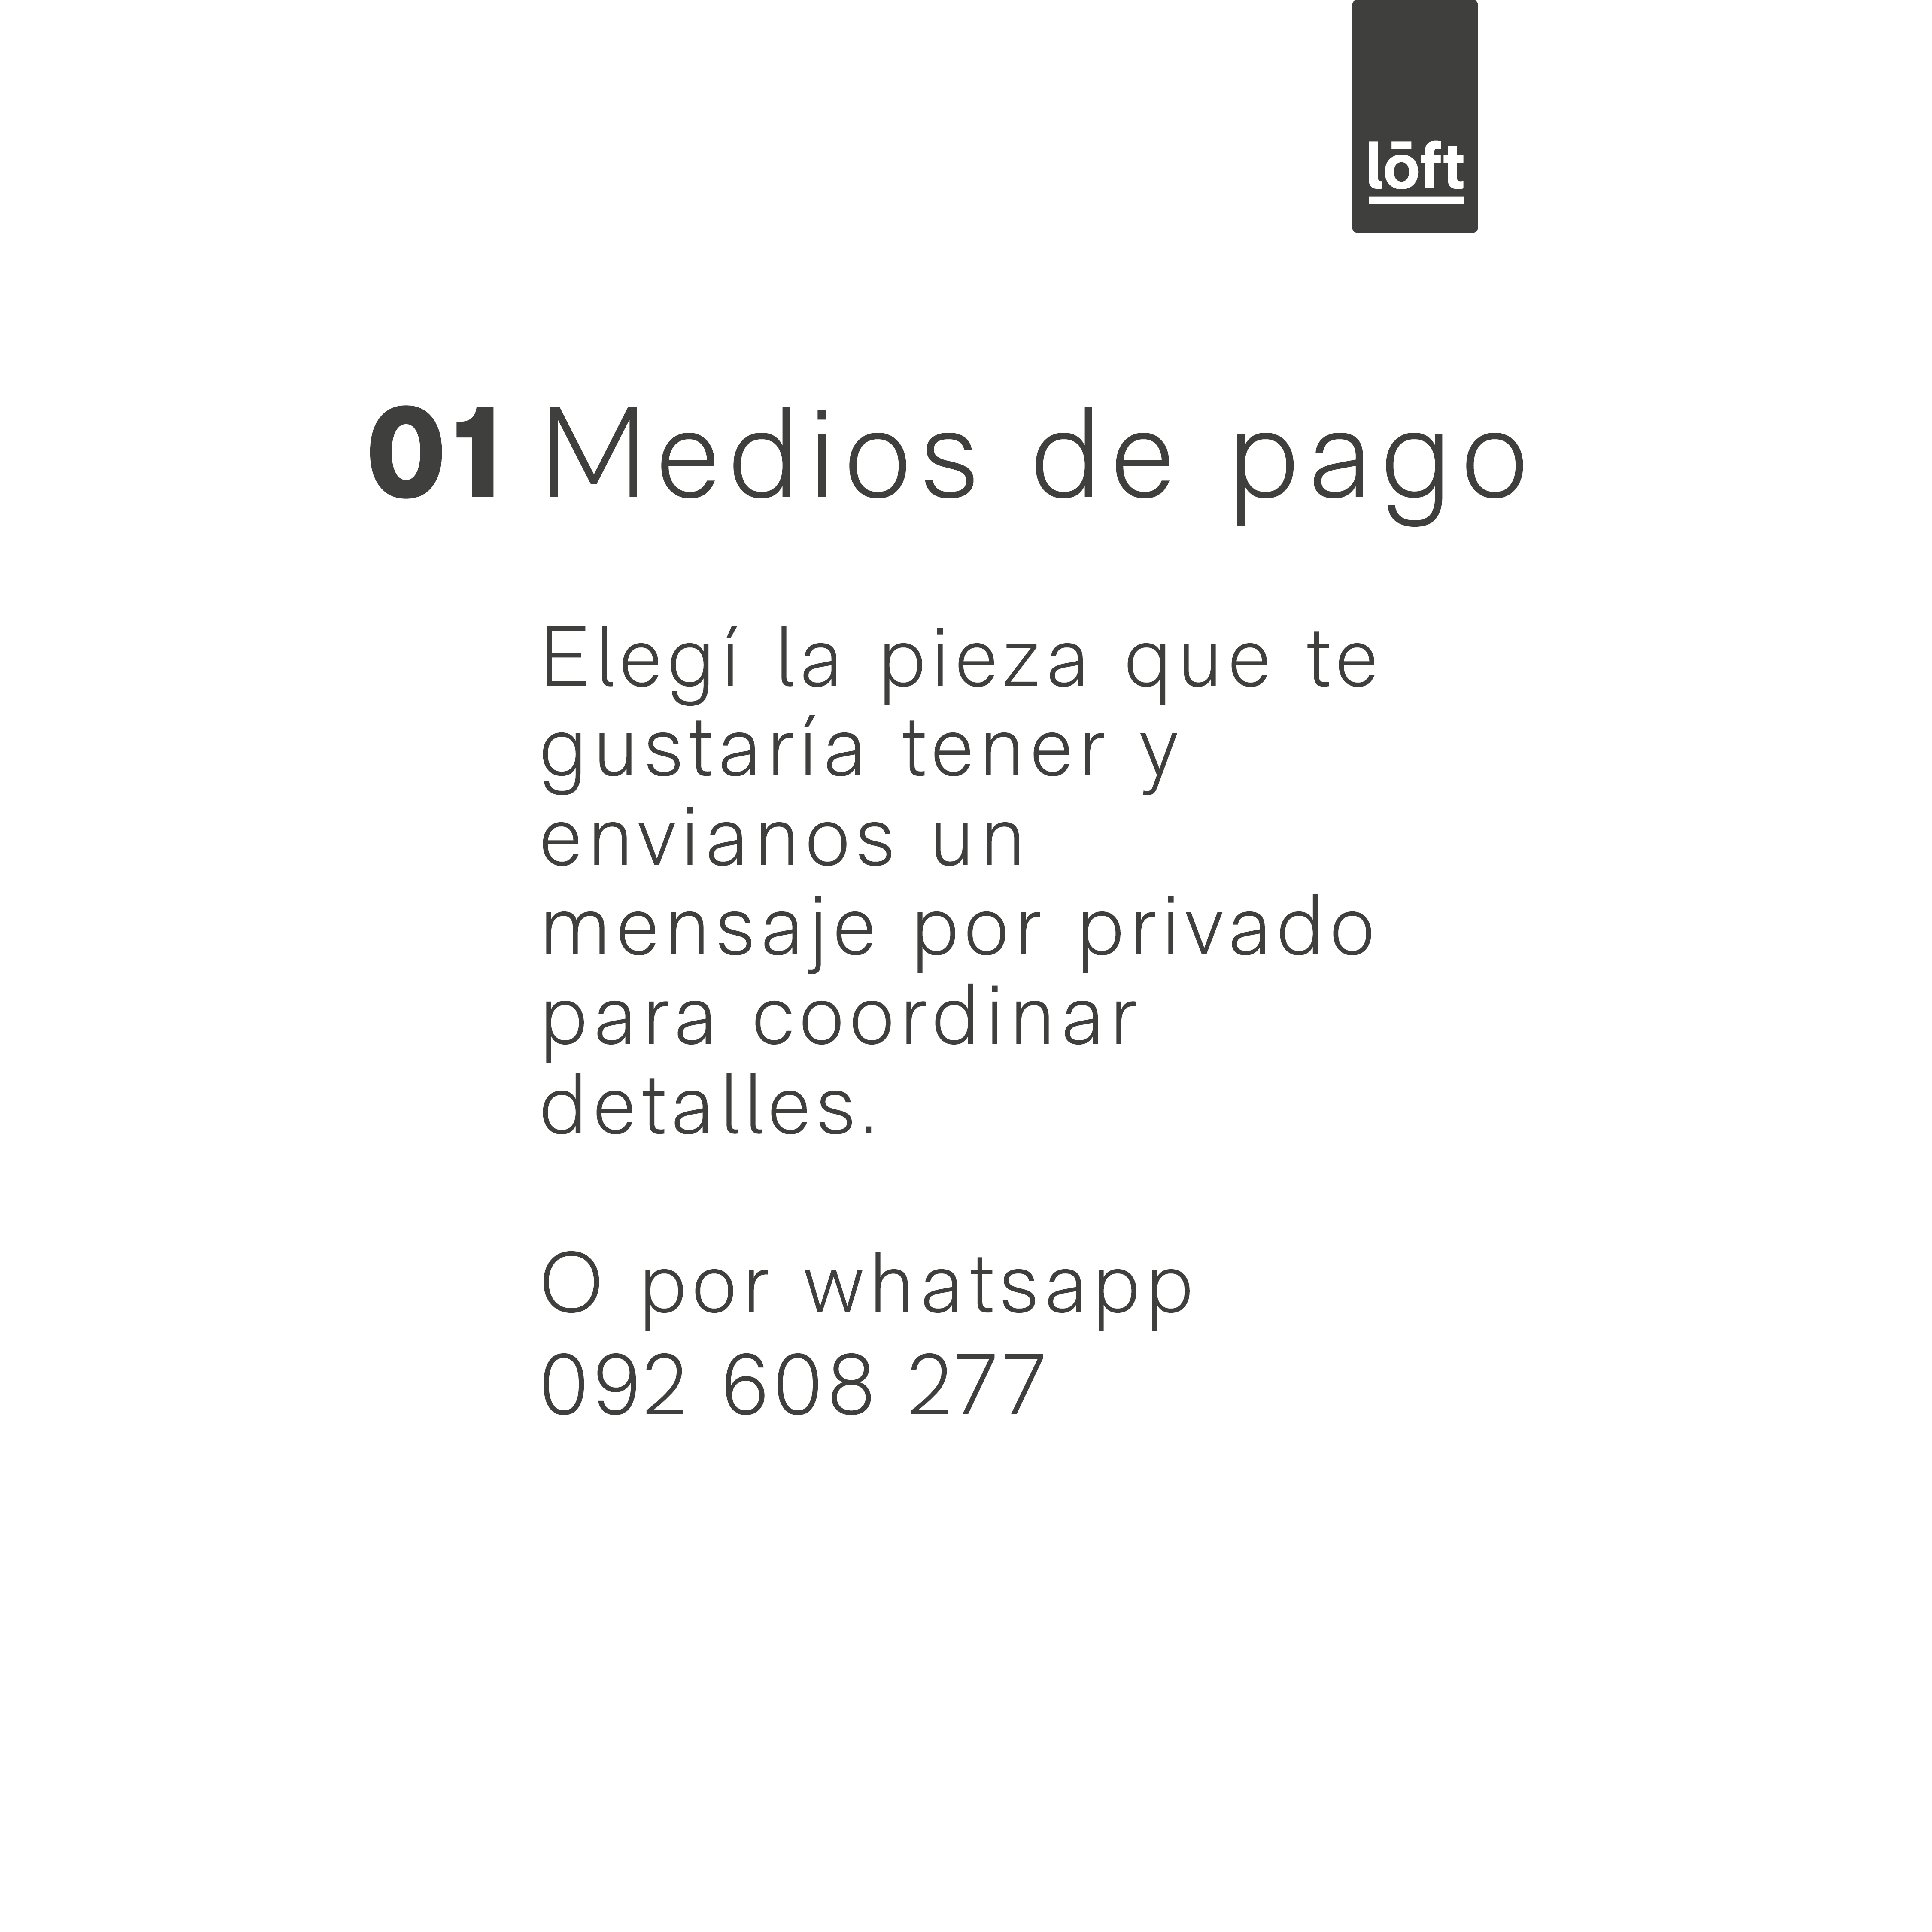 lōft
01 Medios de pago
Elegí la pieza que te
gustaría tener y
envianos un
mensaje por privado
para coordinar
detalles.
O por whatsapp
092 608 277